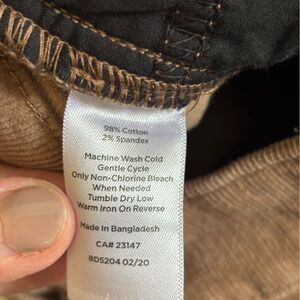 98% Cotton
2% Spandex
Machine Wash Cold
Gentle Cycle
Only Non-Chlorine Bleach
When Needed
Tumble Dry Low
Warm Iron On Reverse
Made In Bangladesh
CA# 23147
BD5204 02/20